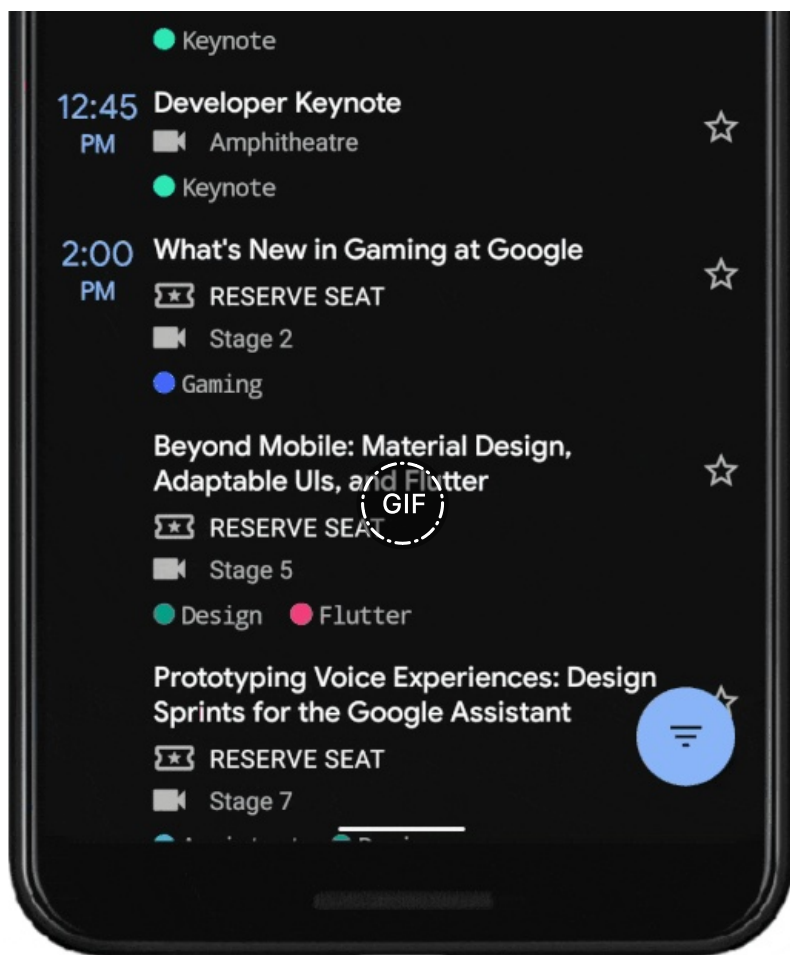 Keynote
12:45 PM
Developer Keynote
Amphitheatre
Keynote
2:00 PM
What's New in Gaming at Google
RESERVE SEAT
Stage 2
Gaming
Beyond Mobile: Material Design,
Adaptable UIs, and Flutter
GIF
RESERVE SEAT
Stage 5
Design Flutter
Prototyping Voice Experiences: Design
Sprints for the Google Assistant
RESERVE SEAT
Stage 7